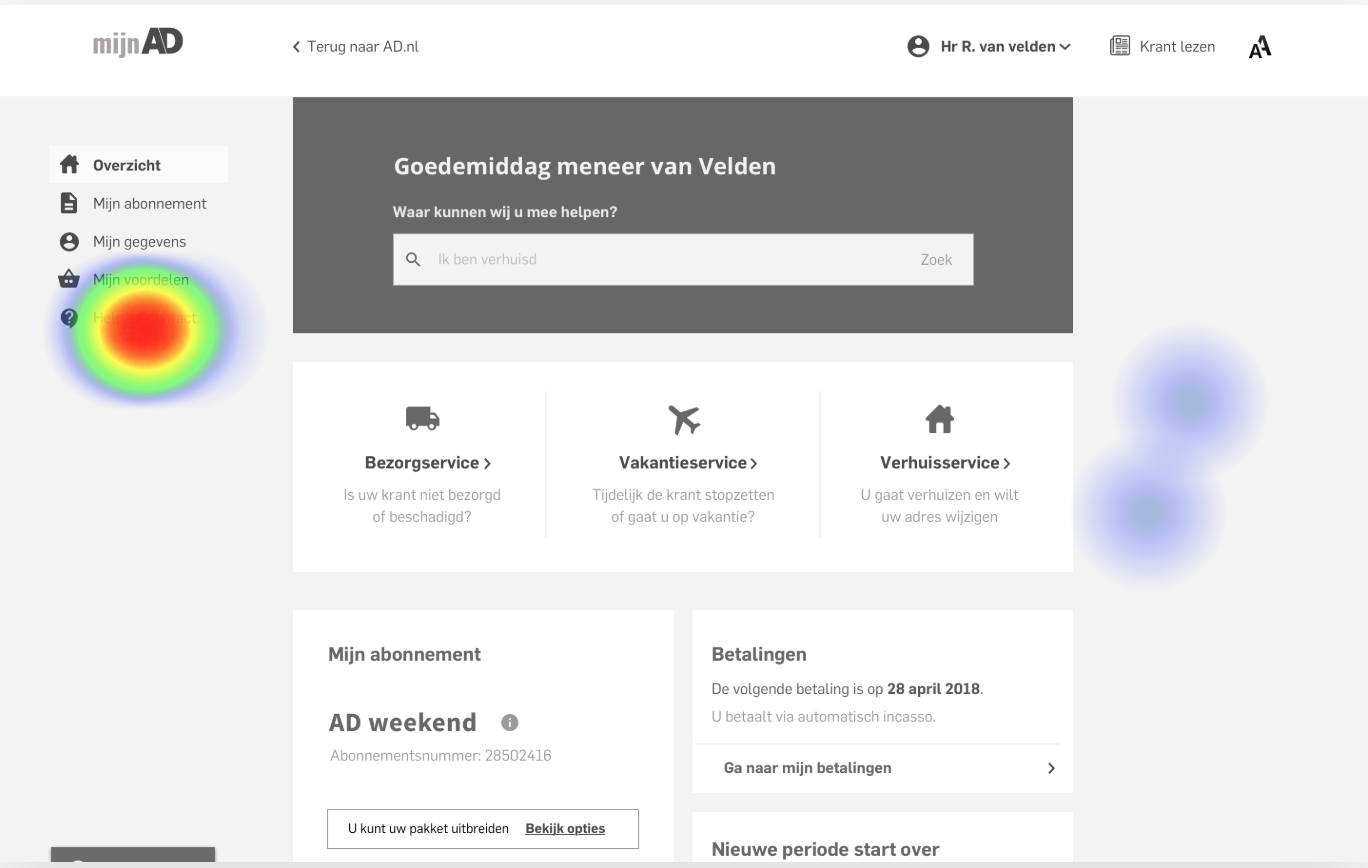 mijnAD
Terug naar AD.nl
Hr R. van velden
Krant lezen
AA
Overzicht
Mijn abonnement
Mijn gegevens
Mijn voordelen
Goedemiddag meneer van Velden
Waar kunnen wij u mee helpen?
Ik ben verhuisd
Zoek
Bezorgservice
Is uw krant niet bezorgd
of beschadigd?
Vakantieservice
Tijdelijk de krant stopzetten
of gaat u op vakantie?
Verhuisservice
U gaat verhuizen en wilt
uw adres wijzigen
Mijn abonnement
AD weekend
Abonnementsnummer: 28502416
U kunt uw pakket uitbreiden Bekijk opties
Betalingen
De volgende betaling is op 28 april 2018.
U betaalt via automatisch incasso.
Ga naar mijn betalingen
Nieuwe periode start over